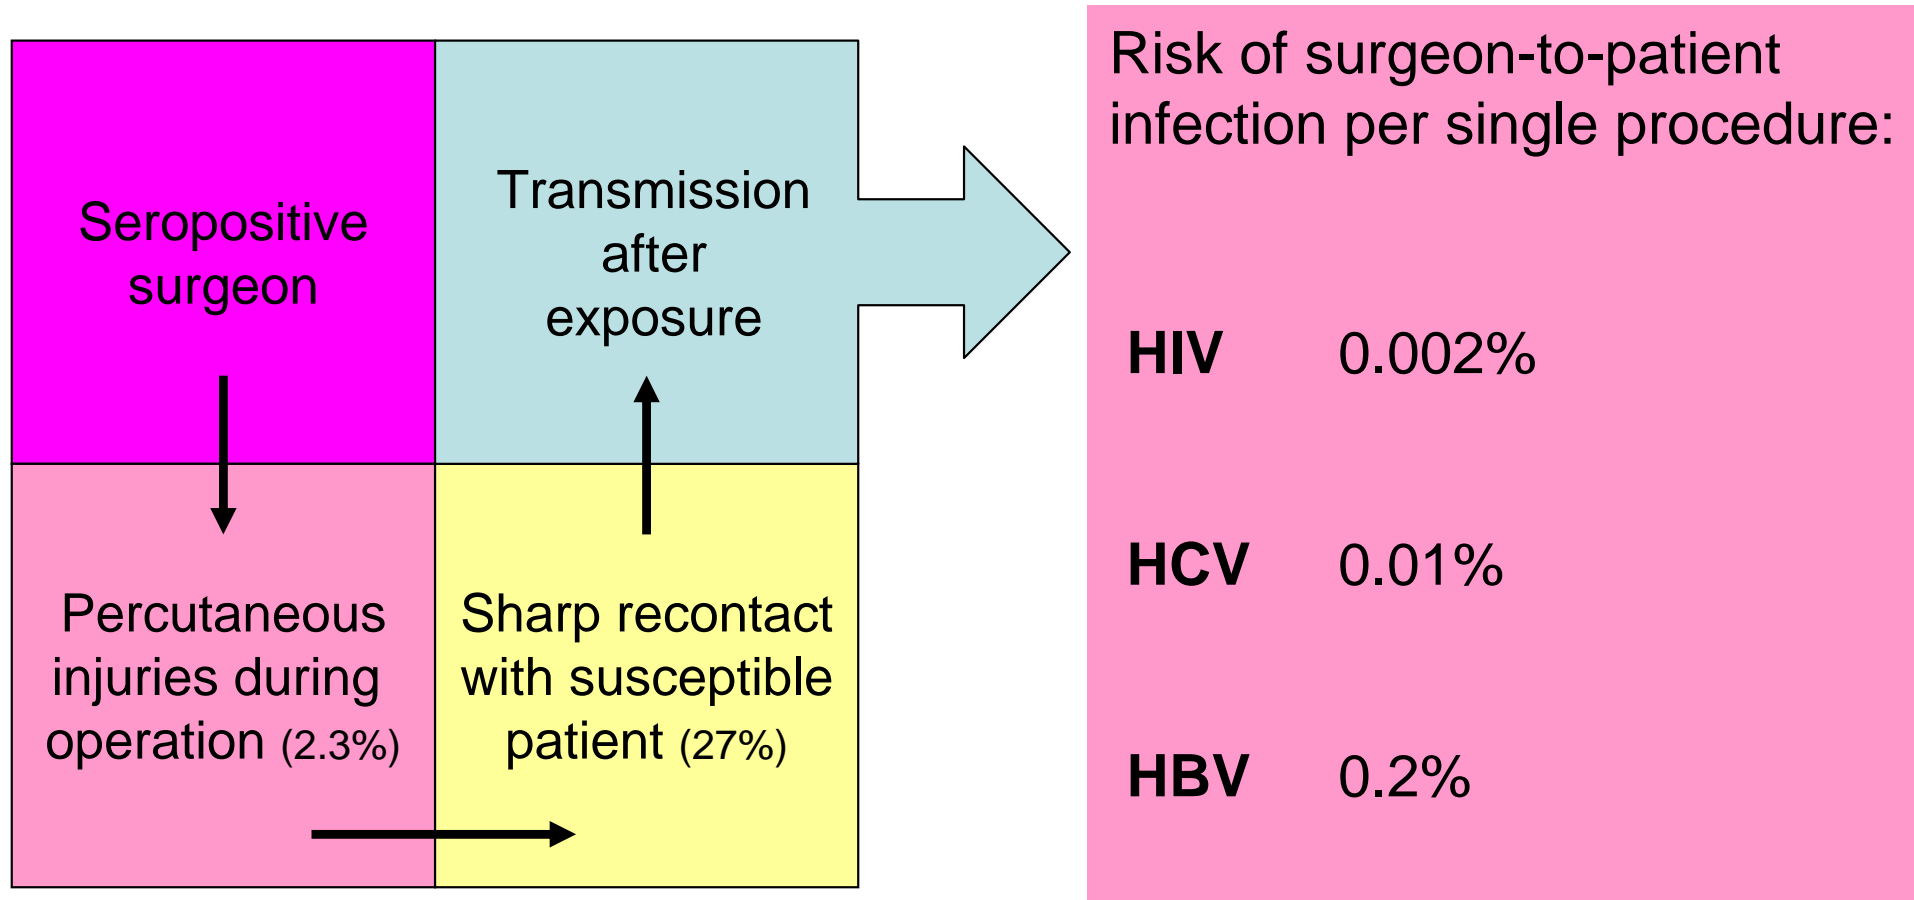 Seropositive
surgeon
Percutaneous
injuries during
operation (2.3%)
Sharp recontact
with susceptible
patient (27%)
Transmission
after
exposure
Risk of surgeon-to-patient
infection per single procedure:
HIV 0.002%
HCV 0.01%
HBV 0.2%